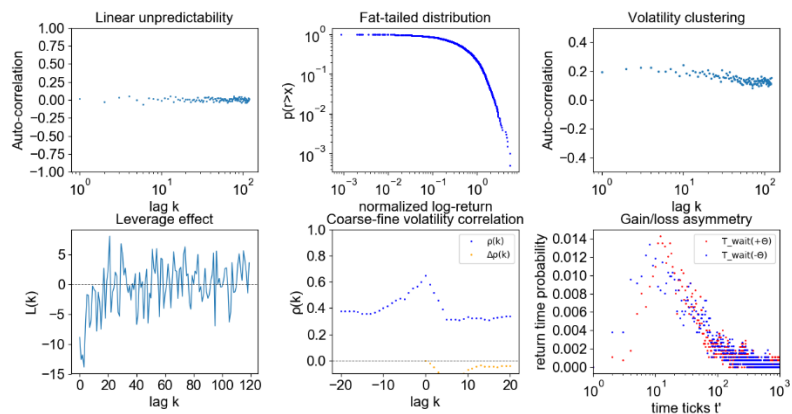 Linear unpredictability
Auto-correlation
1.00
0.75
0.50
0.25
0.00
−0.25
−0.50
−0.75
−1.00
10⁰
10¹
10²
lag k
Fat-tailed distribution
p(r>x)
10⁰
10⁻¹
10⁻²
10⁻³
10⁻³
10⁻²
10⁻¹
10⁰
10¹
normalized log-return
Volatility clustering
Auto-correlation
0.4
0.2
0.0
−0.2
−0.4
10⁰
10¹
10²
lag k
Leverage effect
L(k)
5
0
−5
−10
−15
0
20
40
60
80
100
120
lag k
Coarse-fine volatility correlation
ρ(k)
1.0
0.8
0.6
0.4
0.2
0.0
ρ(k)
Δρ(k)
−20
−10
0
10
20
lag k
Gain/loss asymmetry
return time probability
0.014
0.012
0.010
0.008
0.006
0.004
0.002
0.000
T_wait(+Θ)
T_wait(-Θ)
10⁰
10¹
10²
10³
time ticks t'